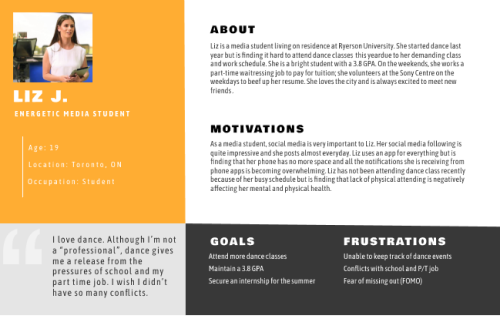 LIZ J.
ENERGETIC MEDIA STUDENT
Age: 19
Location: Toronto, ON
Occupation: Student
ABOUT
Liz is a media student living on residence at Ryerson University. She started dance last
year but is finding it hard to attend dance classes this yeardue to her demanding class
and work schedule. She is a bright student with a 3.8 GPA. On the weekends, she works a
part-time waitressing job to pay for tuition; she volunteers at the Sony Centre on the
weekdays to beef up her resume. She loves the city and is always excited to meet new
friends.
MOTIVATIONS
As a media student, social media is very important to Liz. Her social media following is
quite impressive and she posts almost everyday. Liz uses an app for everything but is
finding that her phone has no more space and all the notifications she is receiving from
phone apps is becoming overwhelming. Liz has not been attending dance class recently
because of her busy schedule but is finding that lack of physical attending is negatively
affecting her mental and physical health.
“
I love dance. Although I’m not
a “professional”, dance gives
me a release from the
pressures of school and my
part time job. I wish I didn’t
have so many conflicts.
GOALS
Attend more dance classes
Maintain a 3.8 GPA
Secure an internship for the summer
FRUSTRATIONS
Unable to keep track of dance events
Conflicts with school and P/T job
Fear of missing out (FOMO)